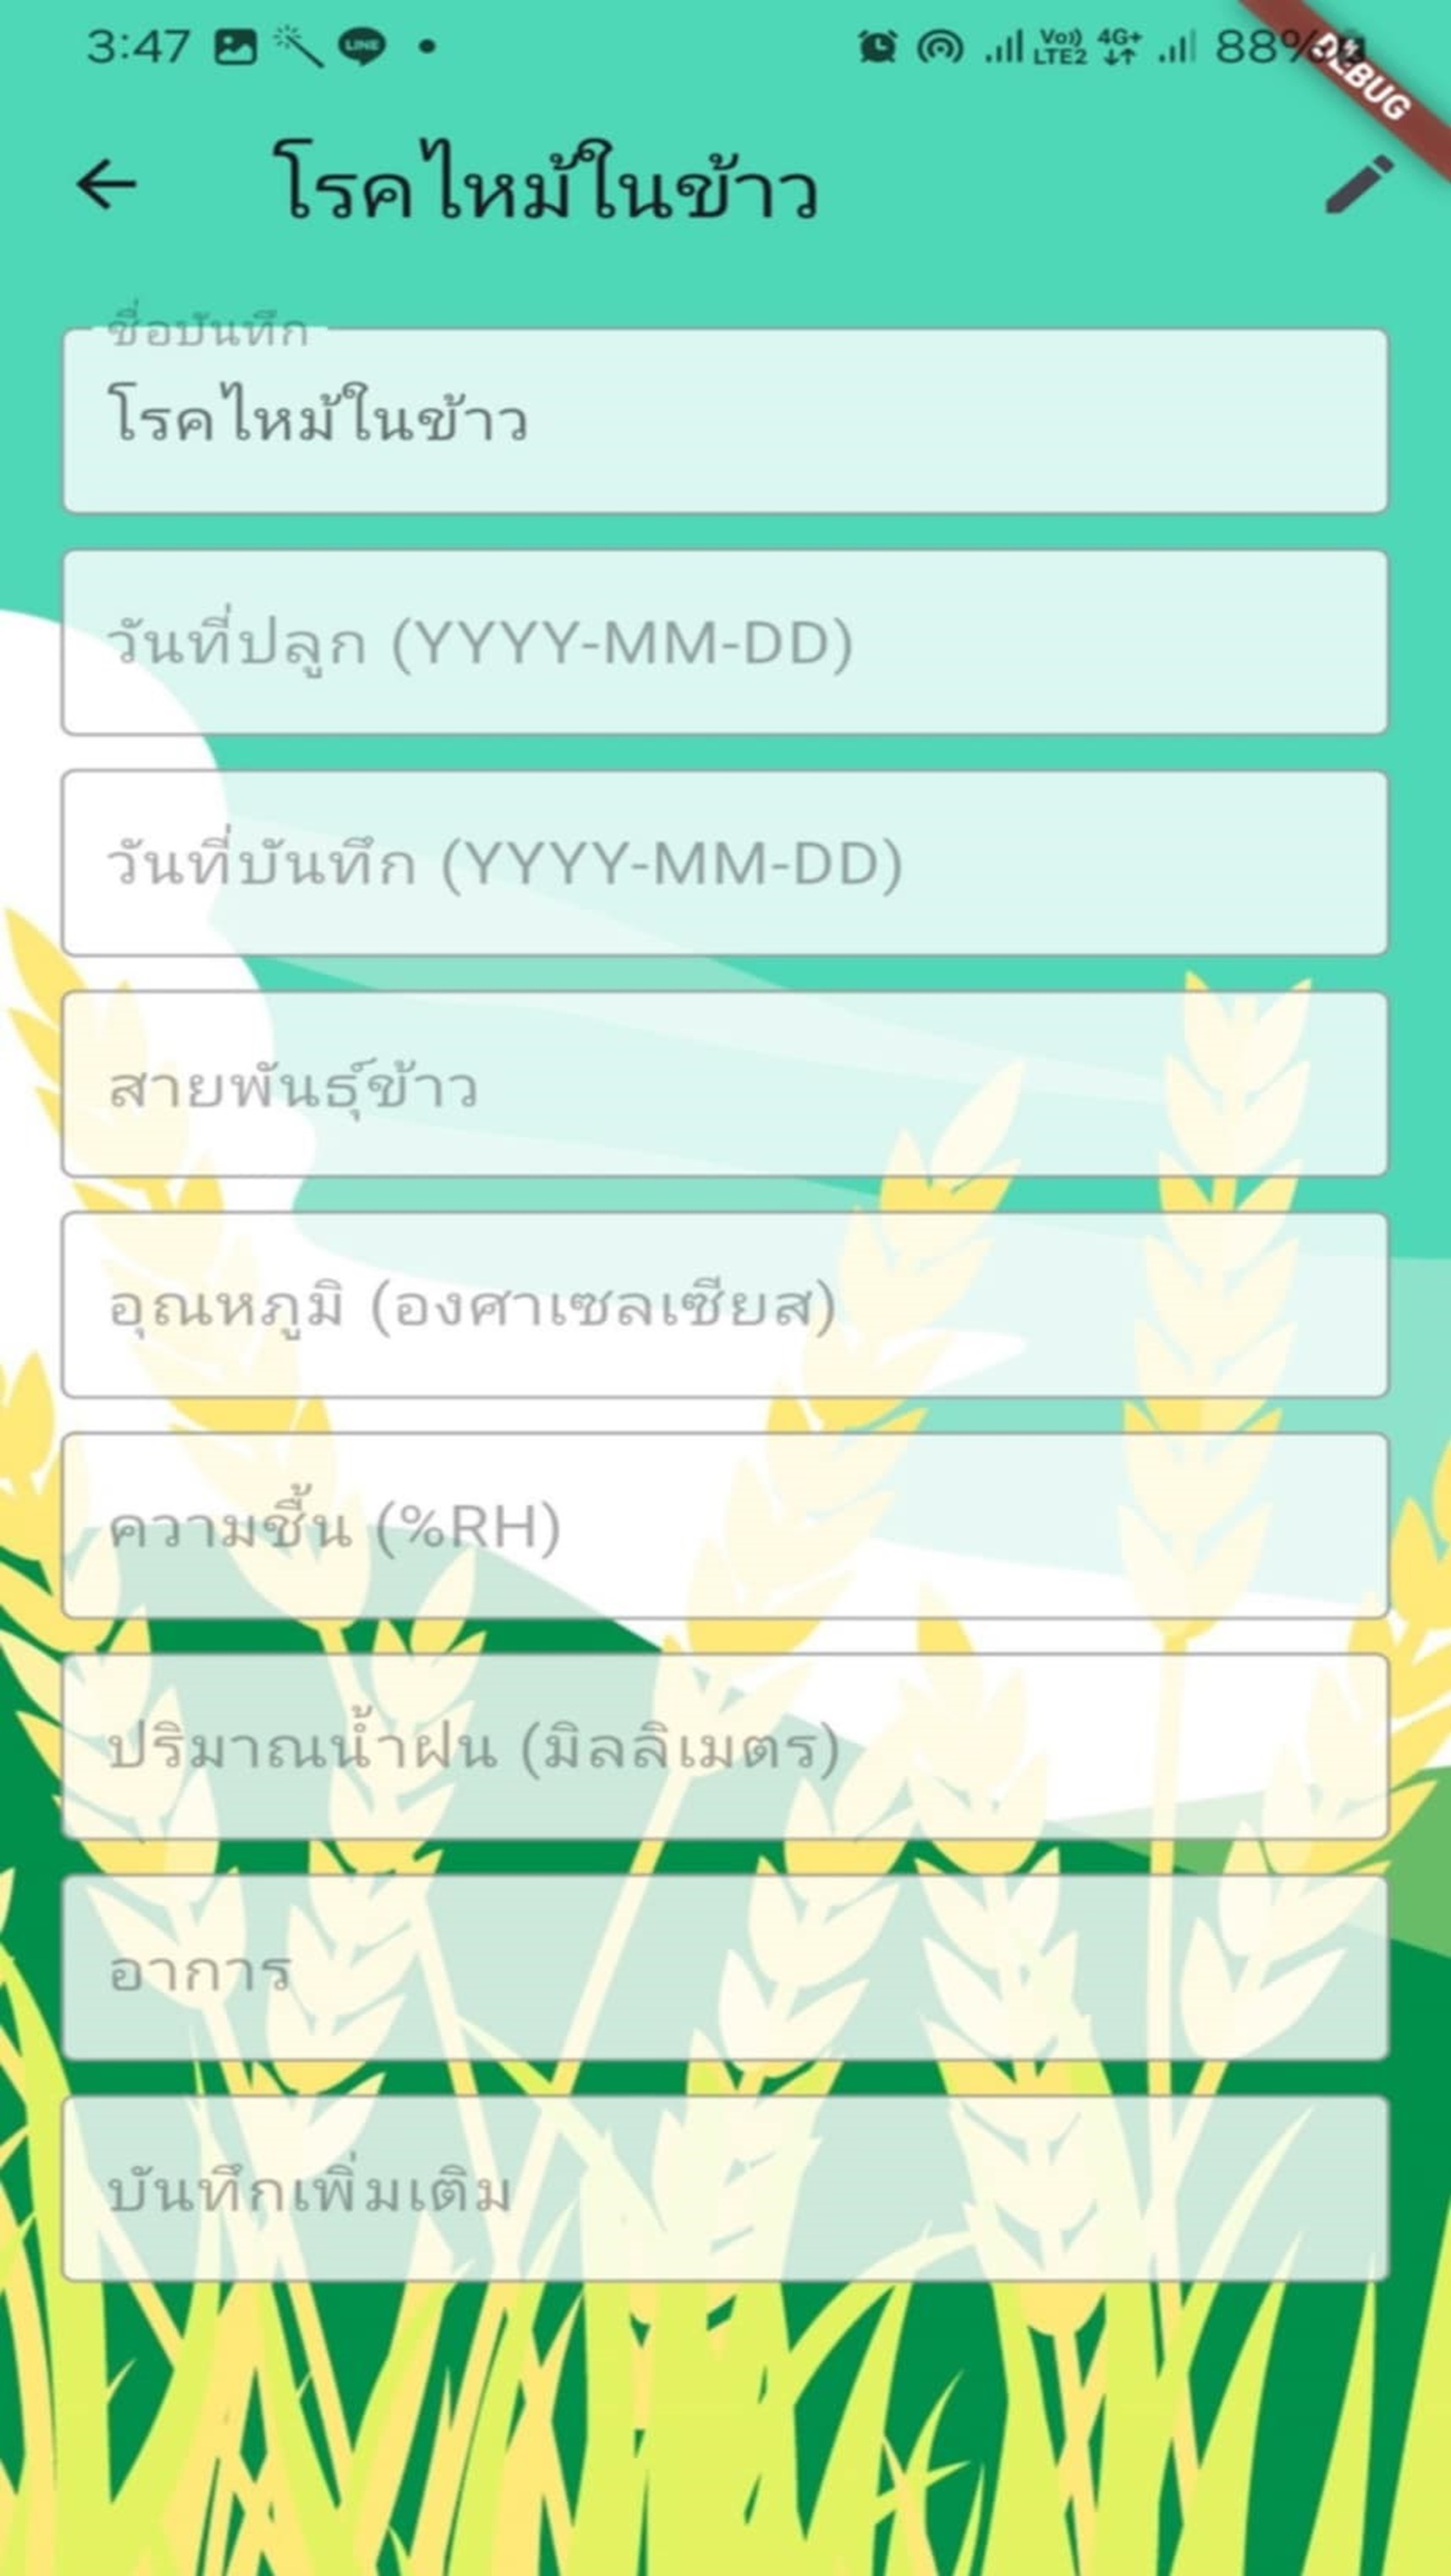 3:47 LINE Vo)) LTE2 4G+ 88%
DEBUG
โรคไหม้ในข้าว
ชื่อบันทึก
โรคไหม้ในข้าว
วันที่ปลูก (YYYY-MM-DD)
วันที่บันทึก (YYYY-MM-DD)
สายพันธุ์ข้าว
อุณหภูมิ (องศาเซลเซียส)
ความชื้น (%RH)
ปริมาณน้ำฝน (มิลลิเมตร)
อาการ
บันทึกเพิ่มเติม